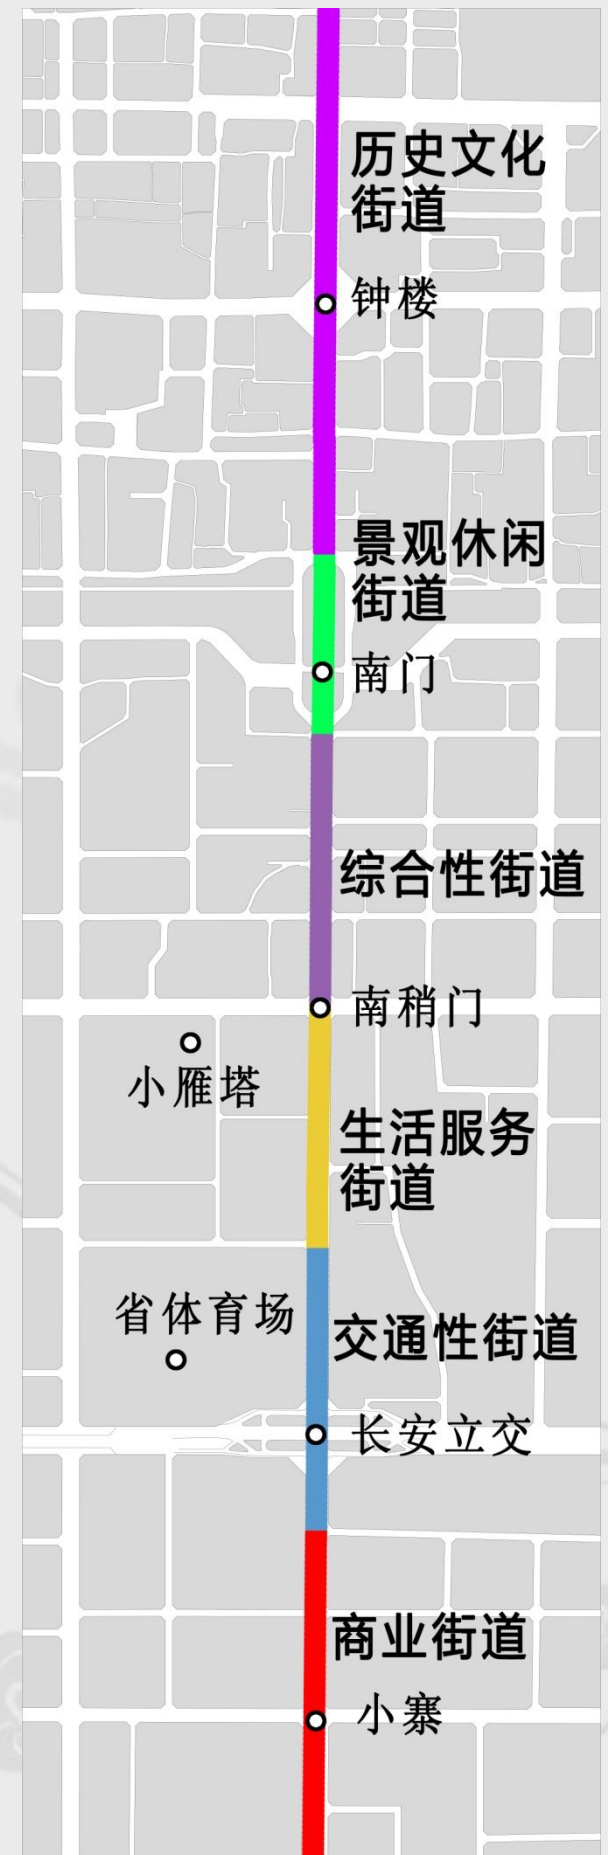 历史文化
街道
钟楼
景观休闲
街道
南门
综合性街道
南稍门
小雁塔
生活服务
街道
省体育场
交通性街道
长安立交
商业街道
小寨